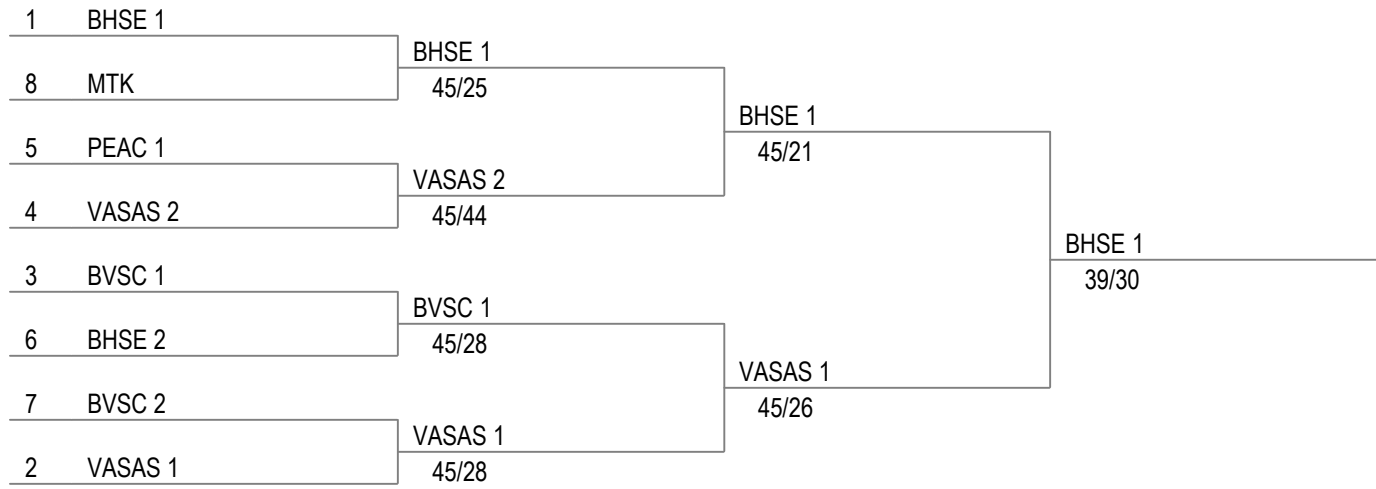 1 BHSE 1
8 MTK
5 PEAC 1
4 VASAS 2
3 BVSC 1
6 BHSE 2
7 BVSC 2
2 VASAS 1
BHSE 1
45/25
VASAS 2
45/44
BVSC 1
45/28
VASAS 1
45/28
BHSE 1
45/21
VASAS 1
45/26
BHSE 1
39/30